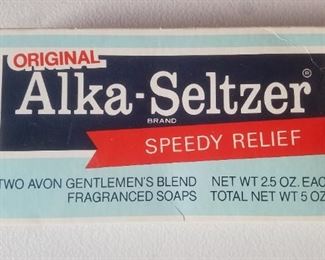 ORIGINAL
Alka-Seltzer®
BRAND
SPEEDY RELIEF
TWO AVON GENTLEMEN'S BLEND NET WT 2.5 OZ. EAC
FRAGRANCED SOAPS TOTAL NET WT 5 OZ